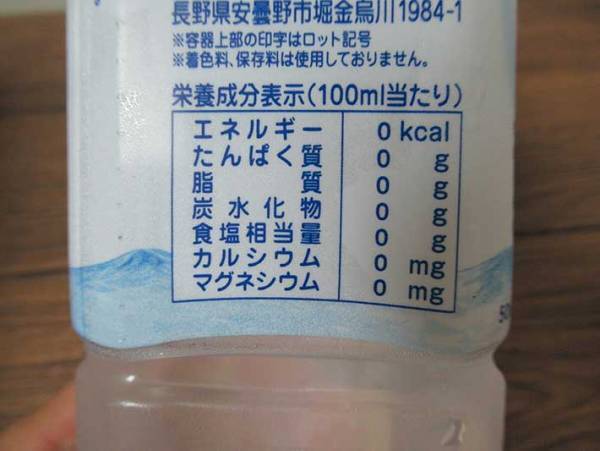 長野県安曇野市堀金烏川1984-1
※容器上部の印字はロット記号
※着色料、保存料は使用しておりません。
栄養成分表示(100ml当たり)
エネルギー 0 kcal
たんぱく質 0 g
脂質 0 g
炭水化物 0 g
食塩相当量 0 g
カルシウム 0 mg
マグネシウム 0 mg